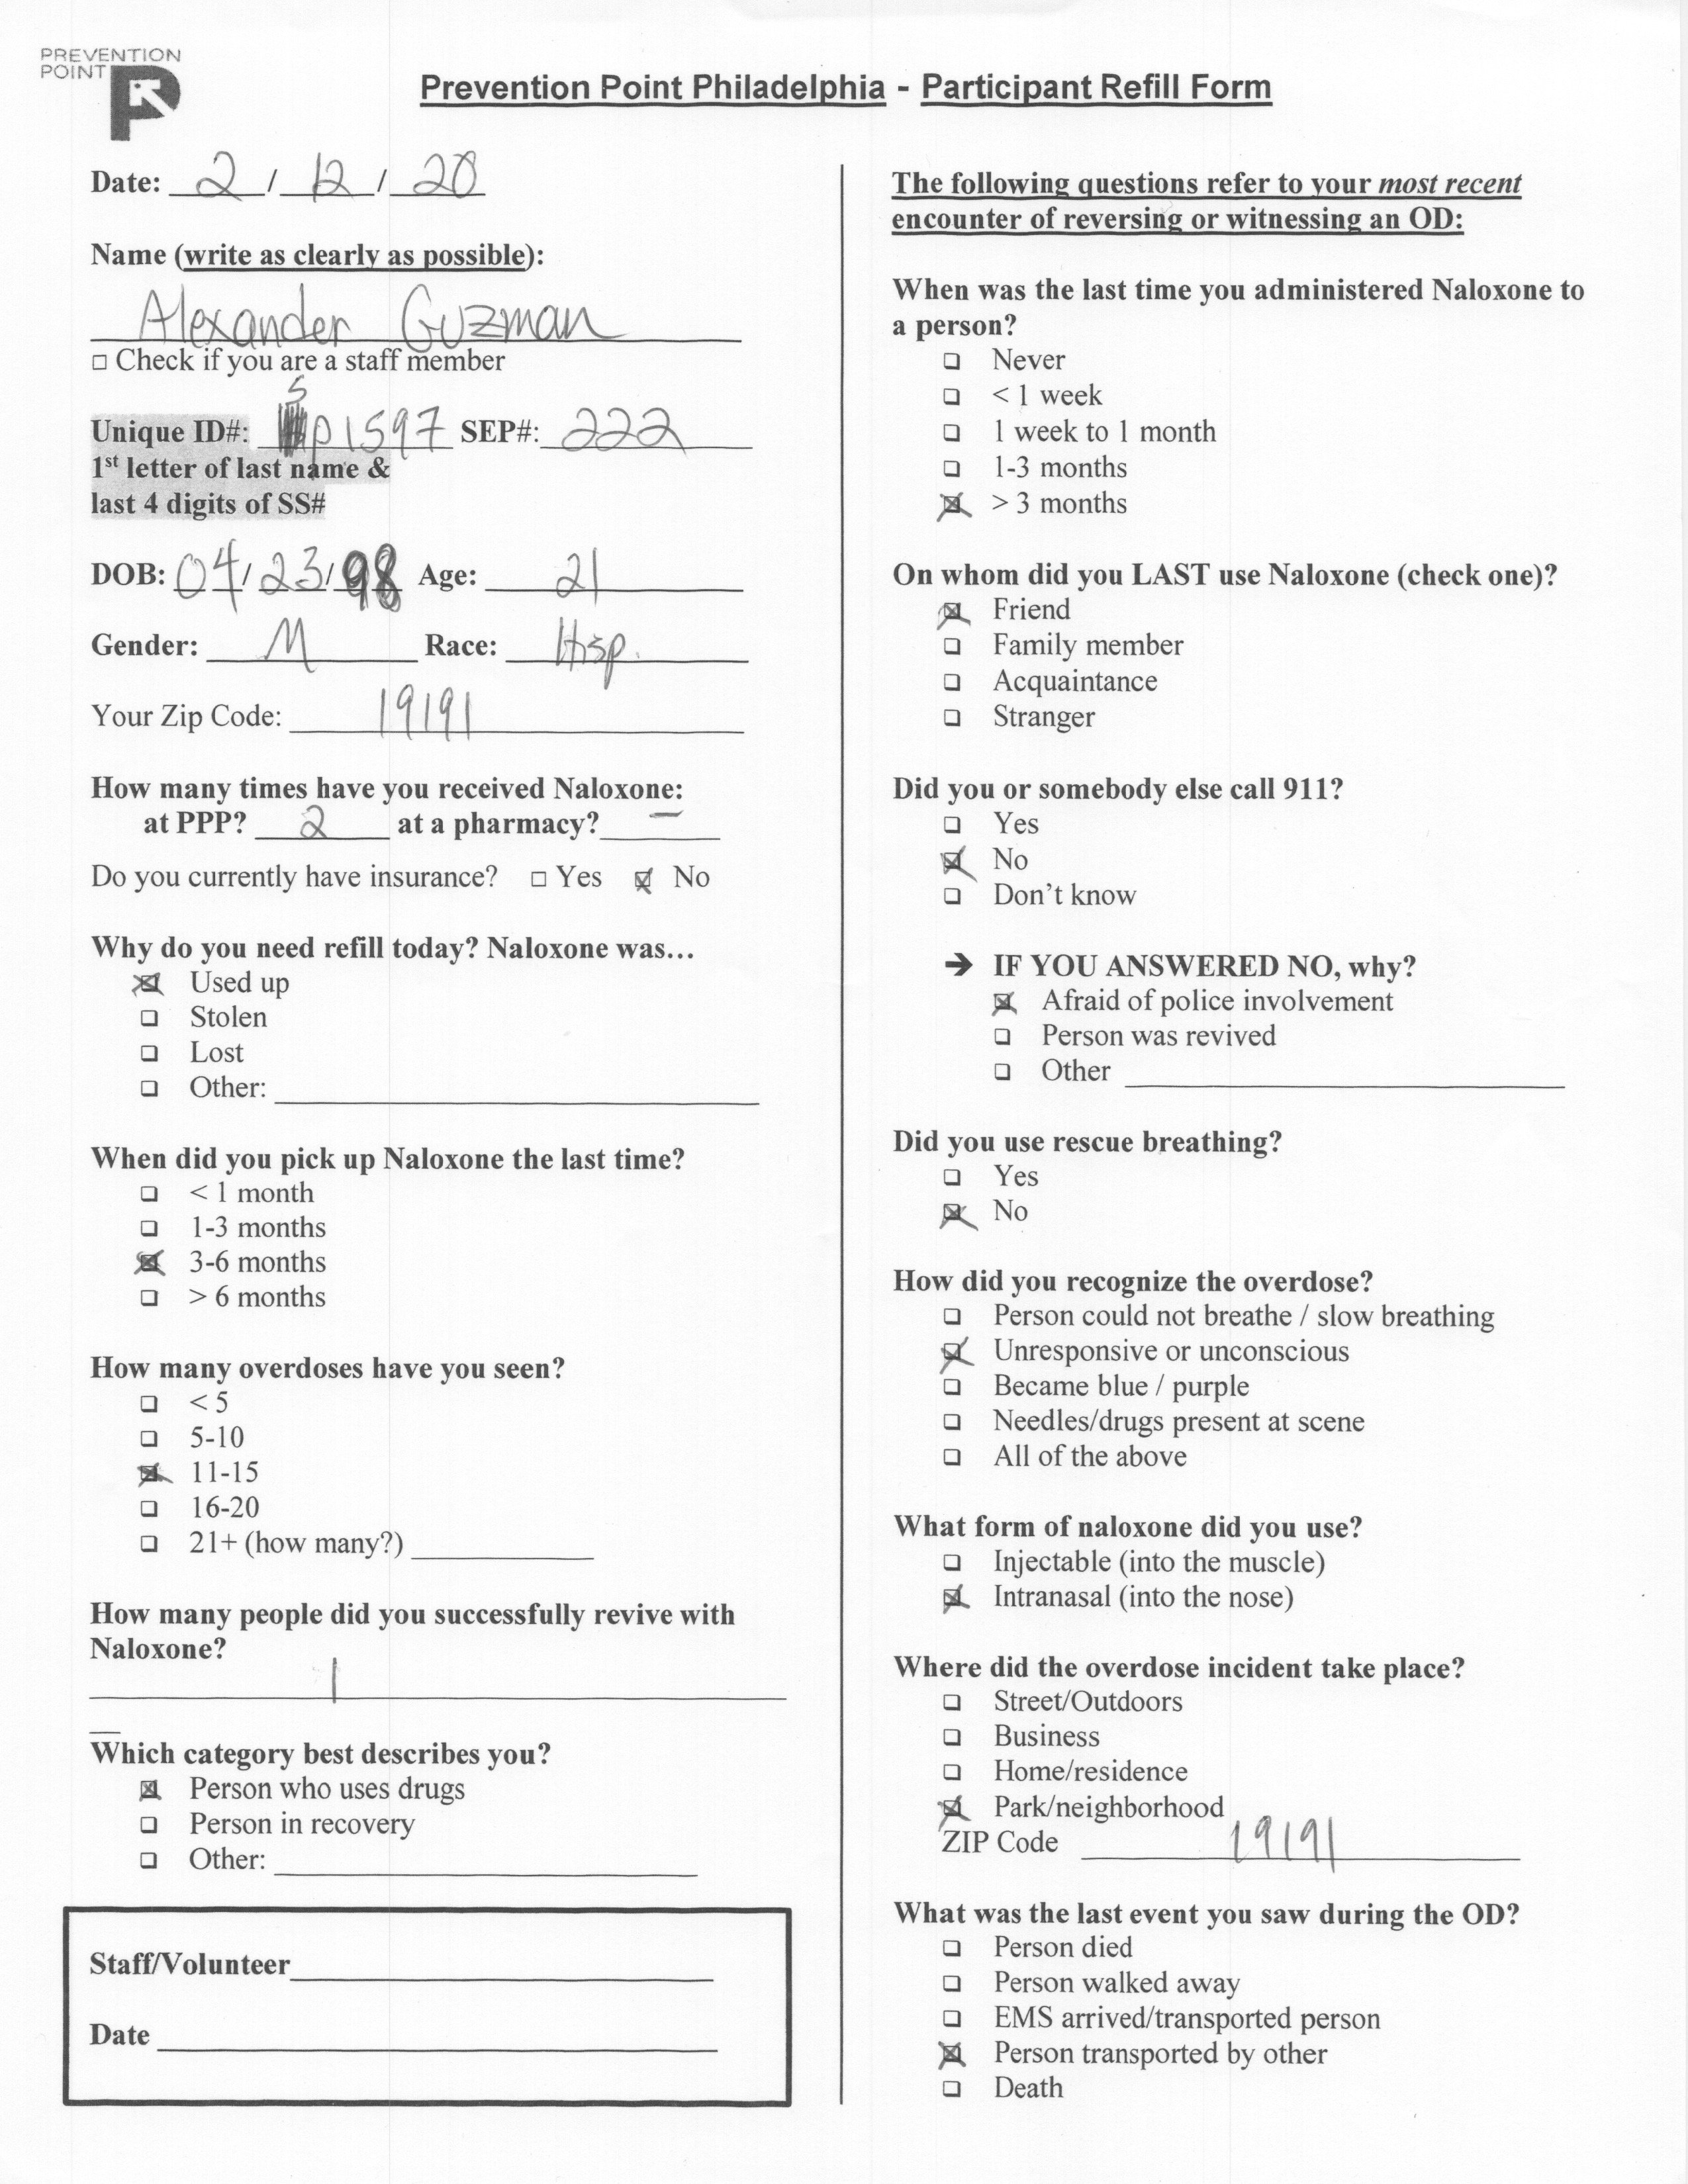 PREVENTION
POINT
Prevention Point Philadelphia - Participant Refill Form
Date: 2 / 12 / 20
Name (write as clearly as possible):
Alexander Guzman
□ Check if you are a staff member
S
Unique ID#: p1597 SEP#: 222
1st letter of last name &
last 4 digits of SS#
DOB: 04/23/98 Age: 21
Gender: M Race: Hisp.
Your Zip Code: 19191
How many times have you received Naloxone:
at PPP? 2 at a pharmacy? —
Do you currently have insurance? □ Yes ☒ No
Why do you need refill today? Naloxone was...
☒ Used up
❑ Stolen
❑ Lost
❑ Other:
When did you pick up Naloxone the last time?
❑ < 1 month
❑ 1-3 months
☒ 3-6 months
❑ > 6 months
How many overdoses have you seen?
❑ < 5
❑ 5-10
☒ 11-15
❑ 16-20
❑ 21+ (how many?)
How many people did you successfully revive with
Naloxone?
1
Which category best describes you?
☒ Person who uses drugs
❑ Person in recovery
❑ Other:
Staff/Volunteer
Date
The following questions refer to your most recent
encounter of reversing or witnessing an OD:
When was the last time you administered Naloxone to
a person?
❑ Never
❑ < 1 week
❑ 1 week to 1 month
❑ 1-3 months
☒ > 3 months
On whom did you LAST use Naloxone (check one)?
☒ Friend
❑ Family member
❑ Acquaintance
❑ Stranger
Did you or somebody else call 911?
❑ Yes
☒ No
❑ Don't know
➔ IF YOU ANSWERED NO, why?
☒ Afraid of police involvement
❑ Person was revived
❑ Other
Did you use rescue breathing?
❑ Yes
☒ No
How did you recognize the overdose?
❑ Person could not breathe / slow breathing
☒ Unresponsive or unconscious
❑ Became blue / purple
❑ Needles/drugs present at scene
❑ All of the above
What form of naloxone did you use?
❑ Injectable (into the muscle)
☒ Intranasal (into the nose)
Where did the overdose incident take place?
❑ Street/Outdoors
❑ Business
❑ Home/residence
☒ Park/neighborhood
ZIP Code 19191
What was the last event you saw during the OD?
❑ Person died
❑ Person walked away
❑ EMS arrived/transported person
☒ Person transported by other
❑ Death